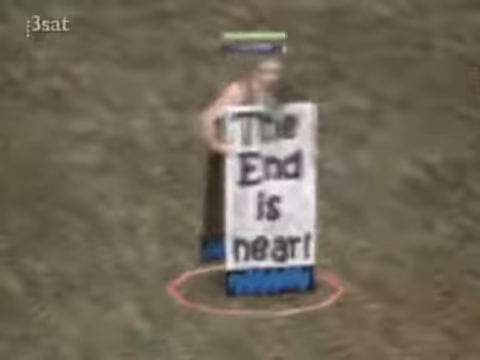 3sat
The
End
is
near!